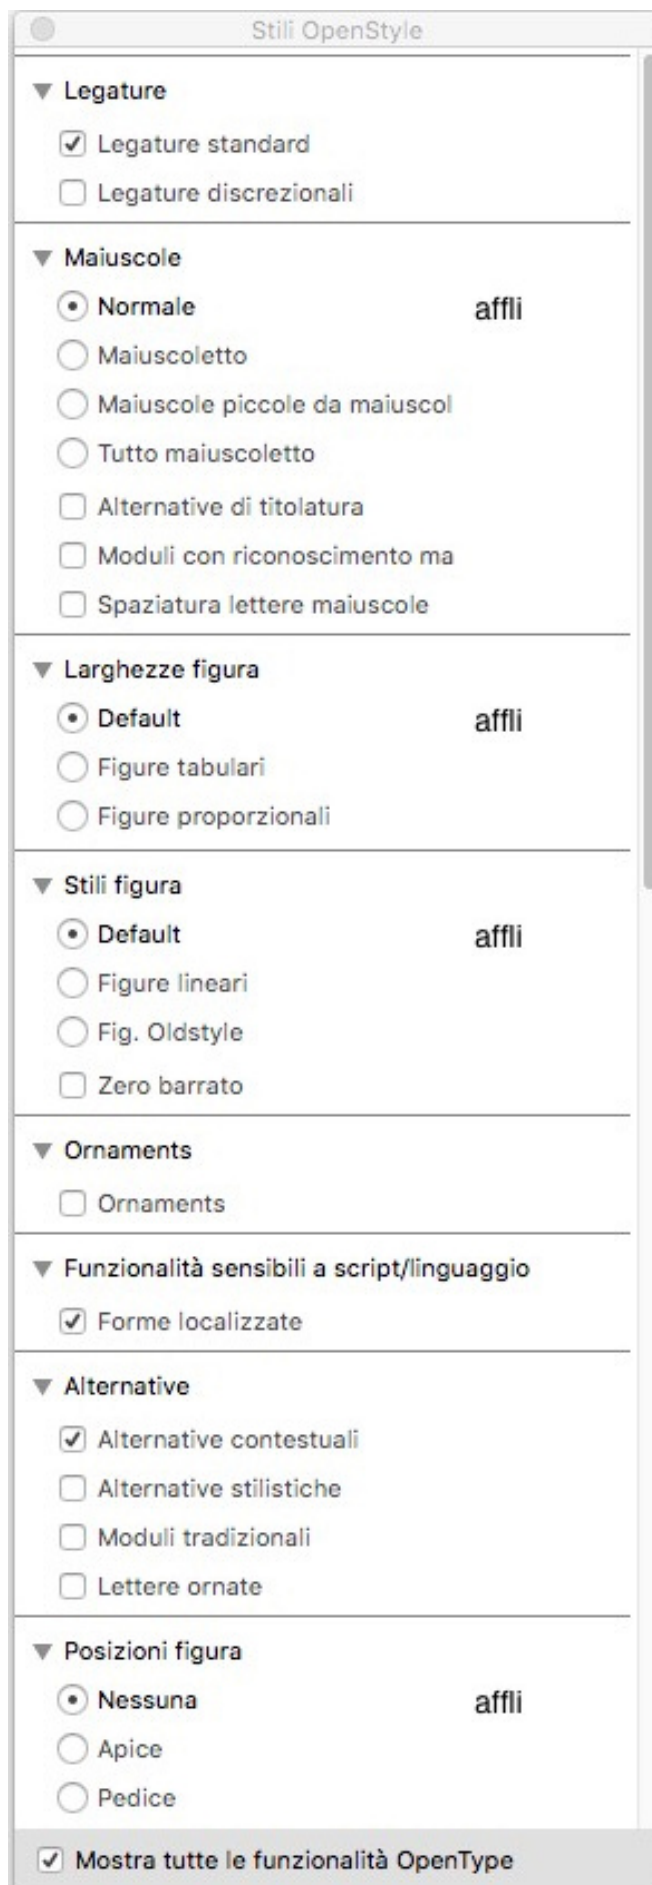 Stili OpenStyle
Legature
Legature standard
Legature discrezionali
Maiuscole
Normale affli
Maiuscoletto
Maiuscole piccole da maiuscol
Tutto maiuscoletto
Alternative di titolatura
Moduli con riconoscimento ma
Spaziatura lettere maiuscole
Larghezze figura
Default affli
Figure tabulari
Figure proporzionali
Stili figura
Default affli
Figure lineari
Fig. Oldstyle
Zero barrato
Ornaments
Ornaments
Funzionalità sensibili a script/linguaggio
Forme localizzate
Alternative
Alternative contestuali
Alternative stilistiche
Moduli tradizionali
Lettere ornate
Posizioni figura
Nessuna affli
Apice
Pedice
Mostra tutte le funzionalità OpenType